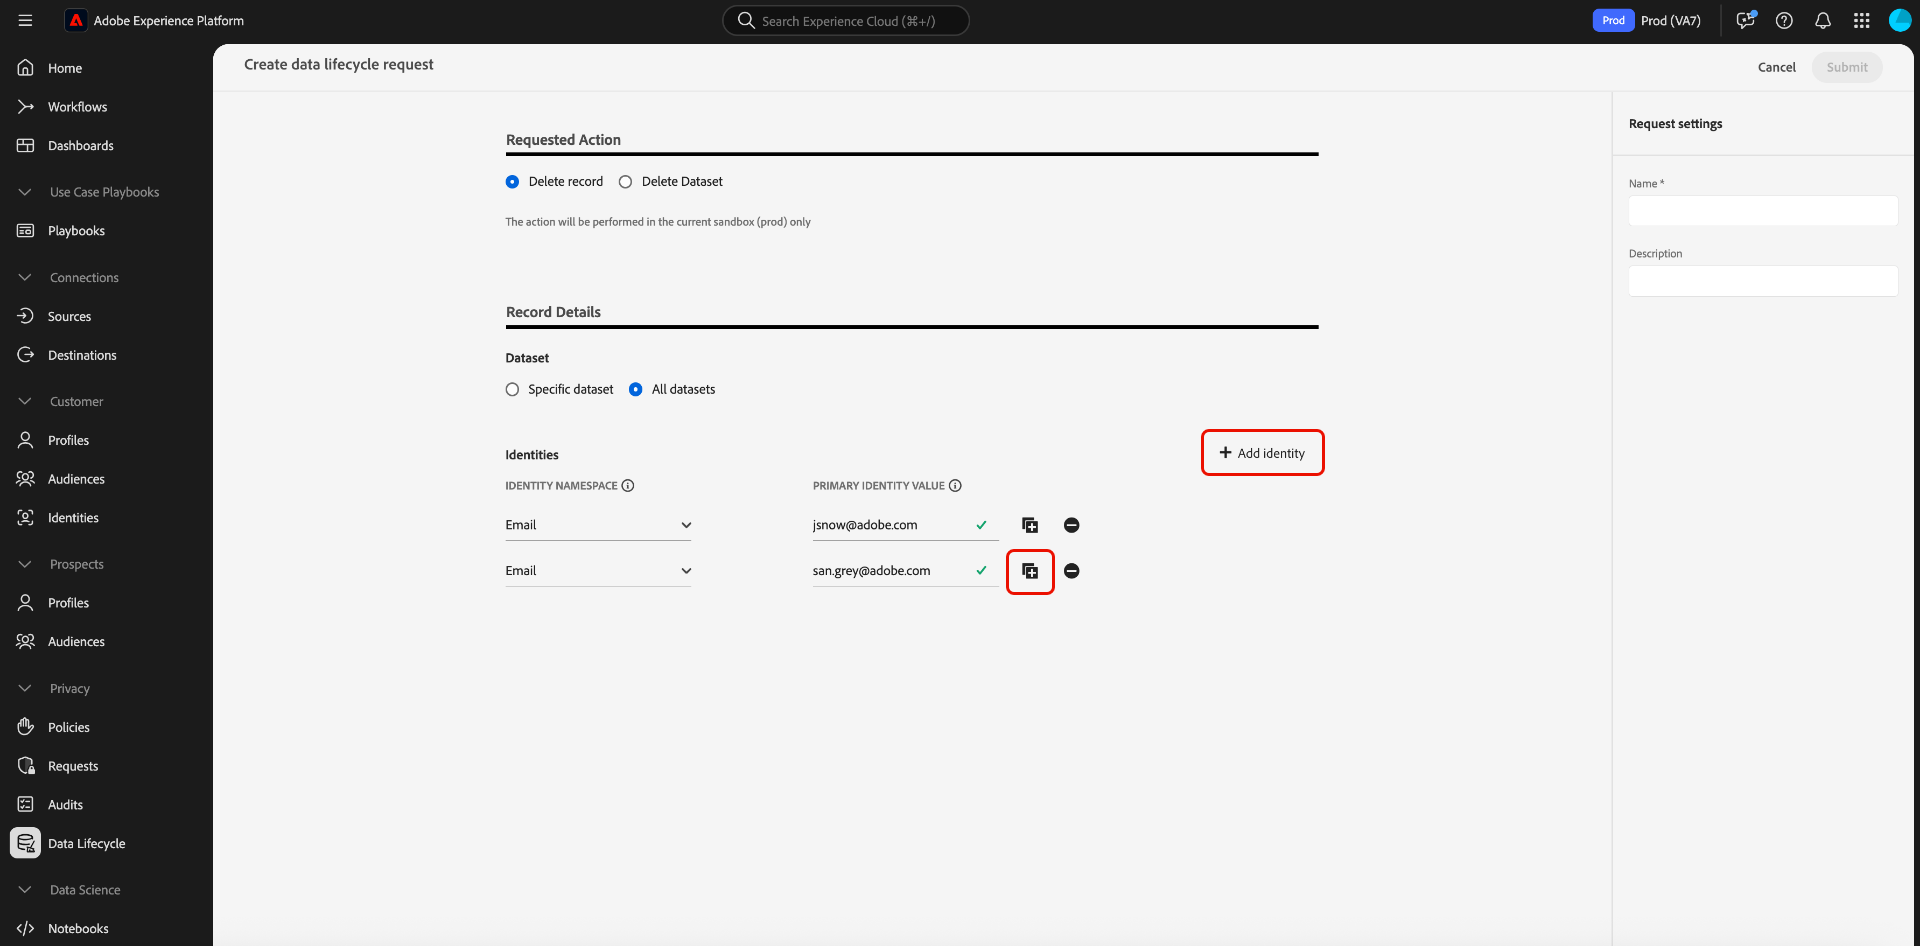 Adobe Experience Platform
Search Experience Cloud (⌘+/)
Prod
Prod (VA7)
Home
Workflows
Dashboards
Use Case Playbooks
Playbooks
Connections
Sources
Destinations
Customer
Profiles
Audiences
Identities
Prospects
Profiles
Audiences
Privacy
Policies
Requests
Audits
Data Lifecycle
Data Science
Notebooks
Create data lifecycle request
Cancel
Submit
Requested Action
Delete record
Delete Dataset
The action will be performed in the current sandbox (prod) only
Record Details
Dataset
Specific dataset
All datasets
Identities
+ Add identity
IDENTITY NAMESPACE
PRIMARY IDENTITY VALUE
Email
jsnow@adobe.com
Email
san.grey@adobe.com
Request settings
Name *
Description